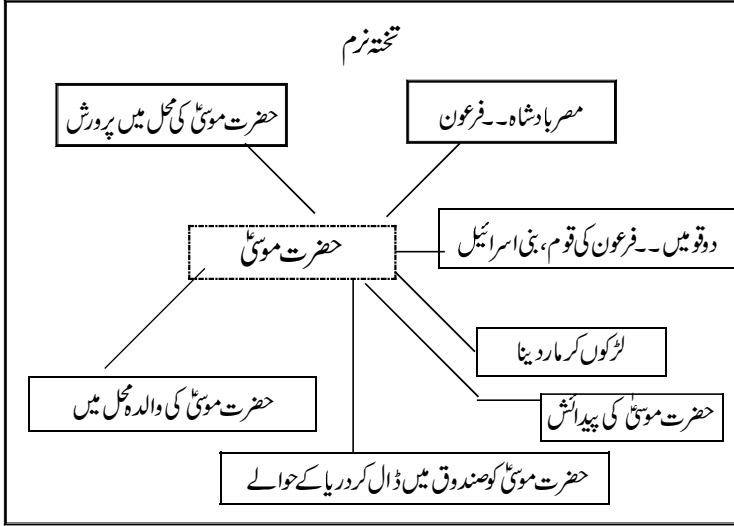 تختہ نرم
مصر بادشاہ ۔۔ فرعون
حضرت موسیٰؑ کی محل میں پرورش
دو قومیں ۔۔ فرعون کی قوم، بنی اسرائیل
حضرت موسیٰؑ
لڑکوں کر مار دینا
حضرت موسیٰؑ کی پیدائش
حضرت موسیٰؑ کی والدہ محل میں
حضرت موسیٰؑ کو صندوق میں ڈال کر دریا کے حوالے